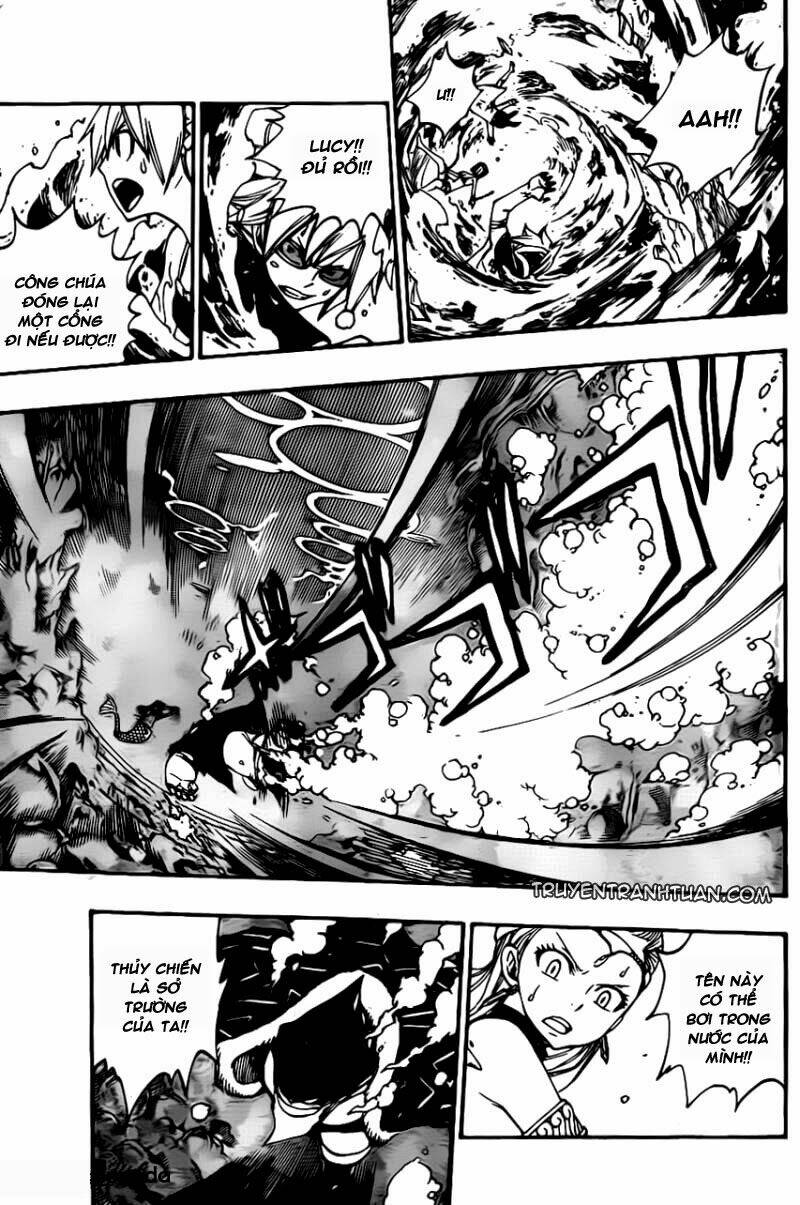 AAH!!
Ư!!
LUCY!!
ĐỦ RỒI!!
CÔNG CHÚA
ĐÓNG LẠI
MỘT CỔNG
ĐI NẾU ĐƯỢC!!
TRUYENTRANHTUAN.COM
TÊN NÀY
CÓ THỂ
BƠI TRONG
NƯỚC CỦA
MÌNH!!
THỦY CHIẾN
LÀ SỞ
TRƯỜNG
CỦA TA!!